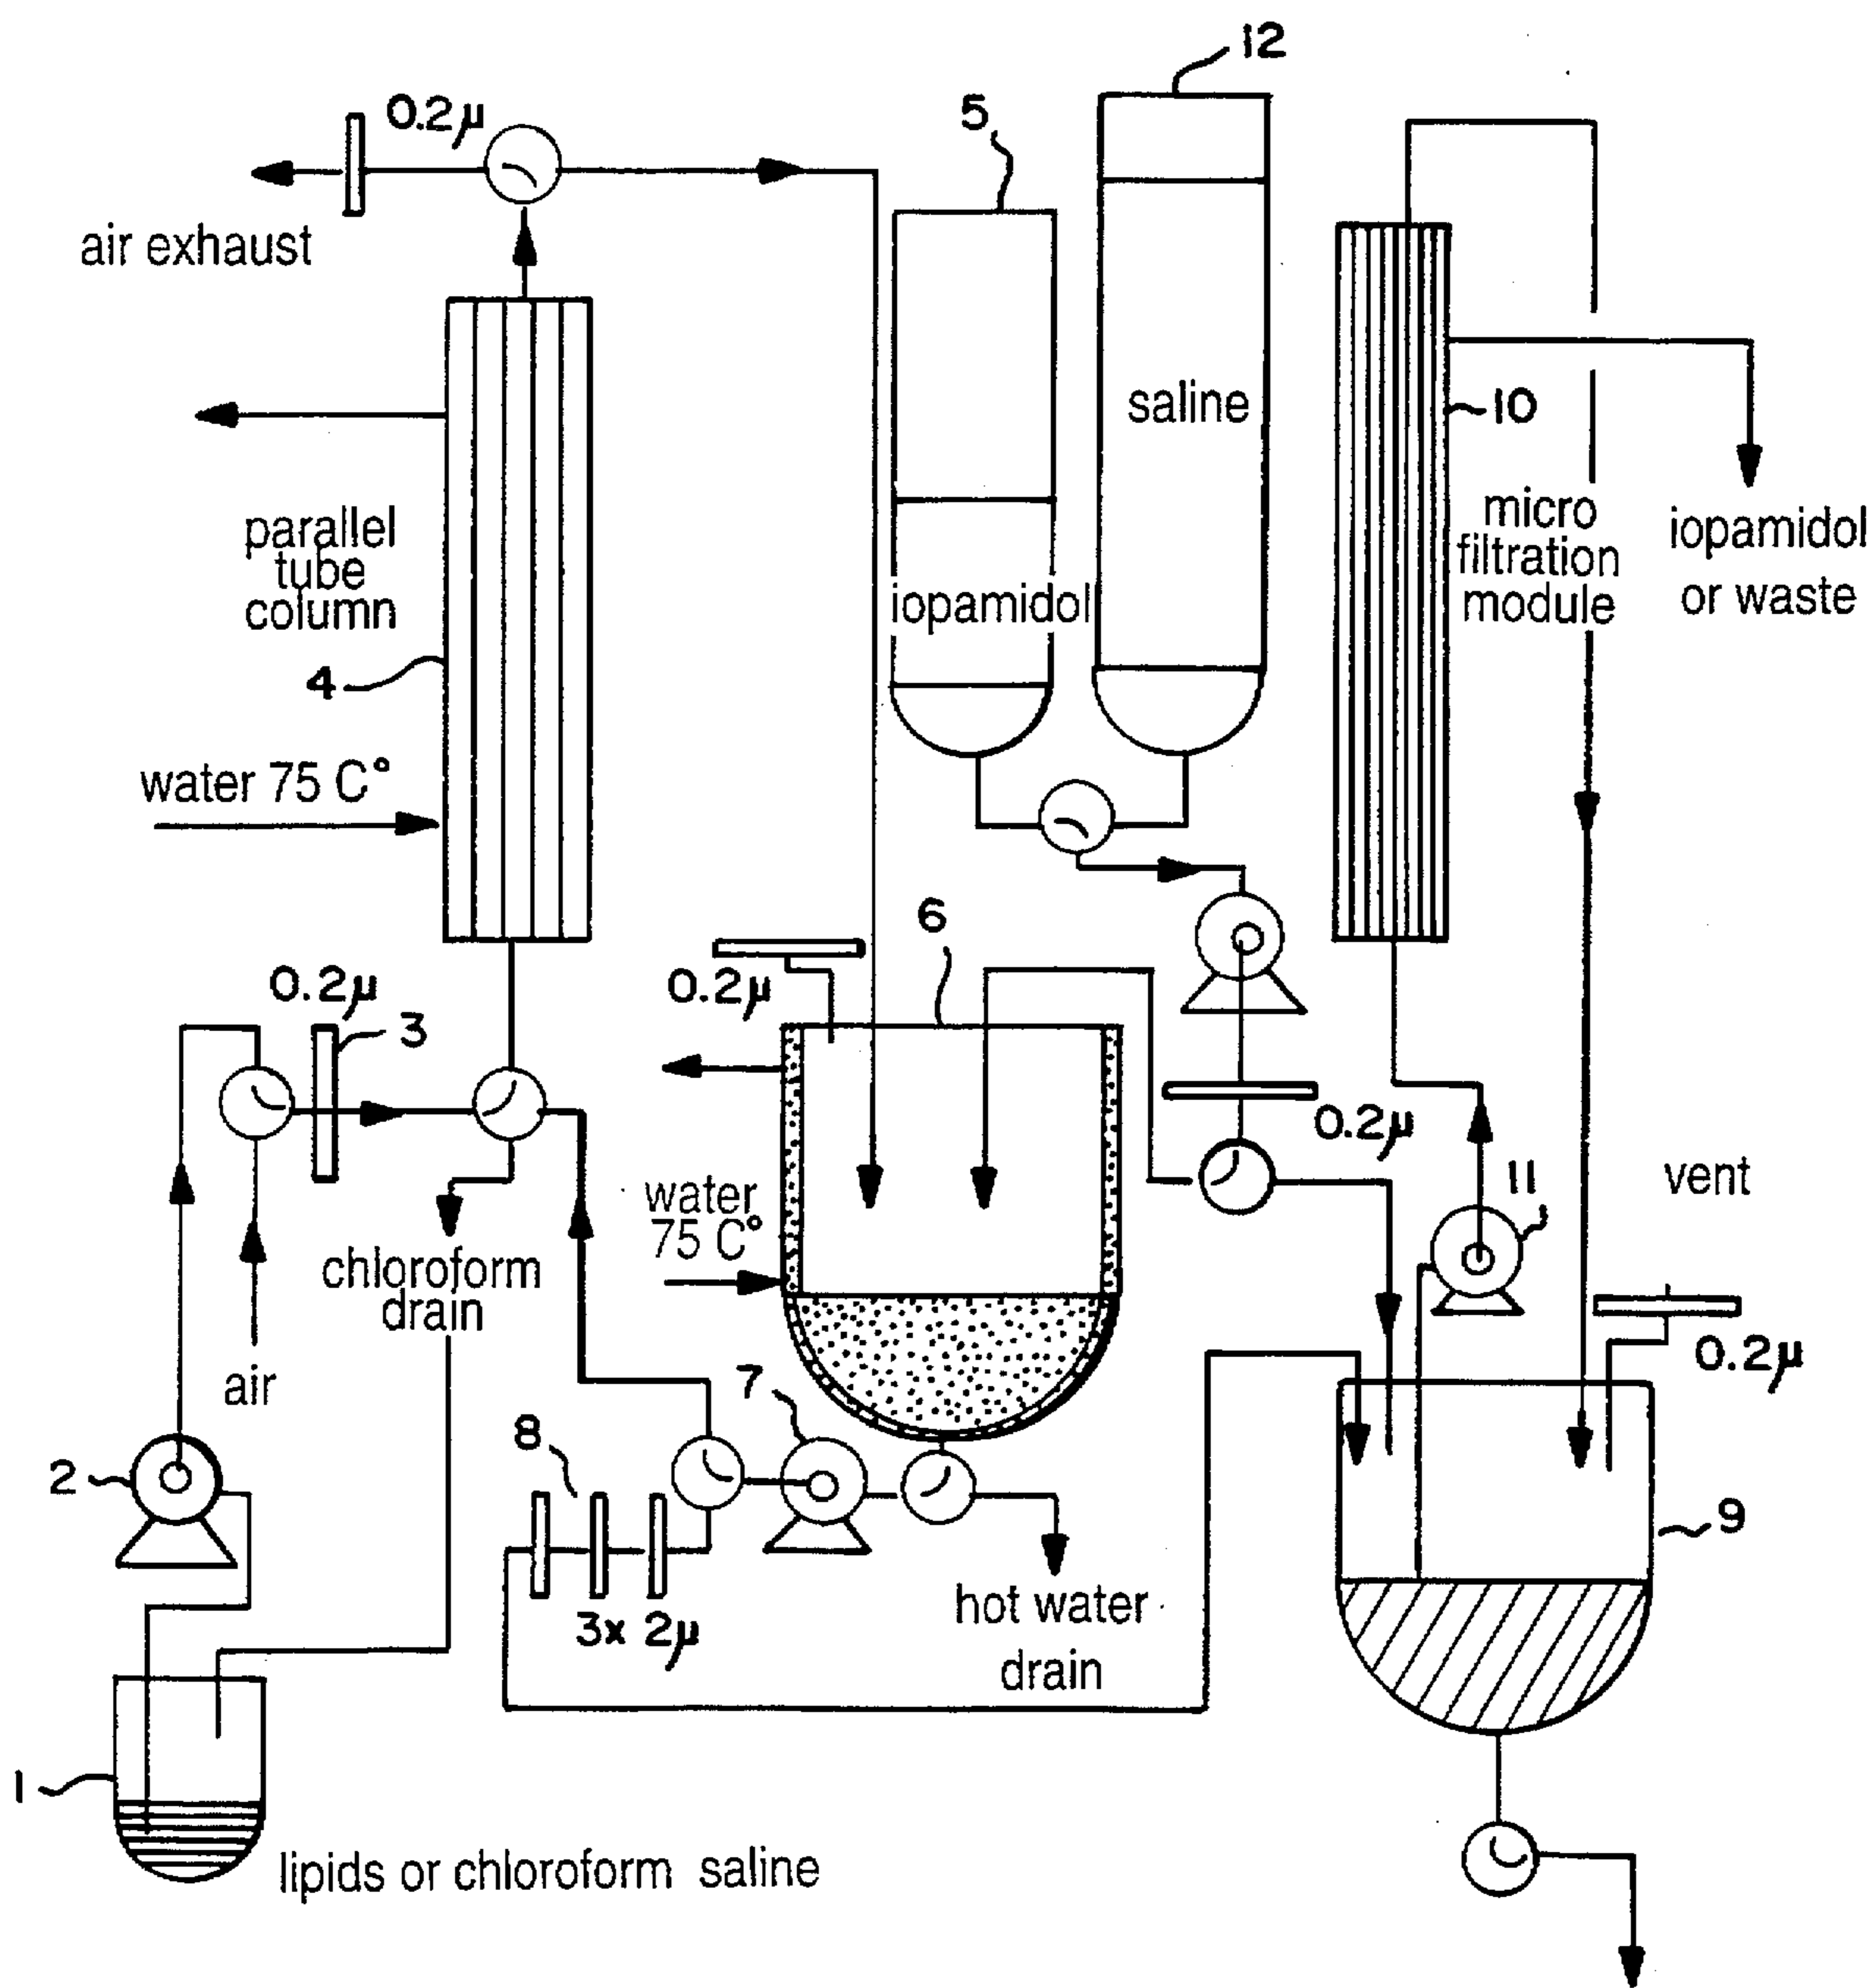 12
0.2μ
5
air exhaust
saline
10
parallel
tube
column
micro
filtration
module
iopamidol
or waste
iopamidol
4
water 75 C°
6
0.2μ
0.2μ
3
0.2μ
11
vent
water
75 C°
chloroform
drain
air
0.2μ
7
8
2
9
3x 2μ
hot water
drain
1
lipids or chloroform saline